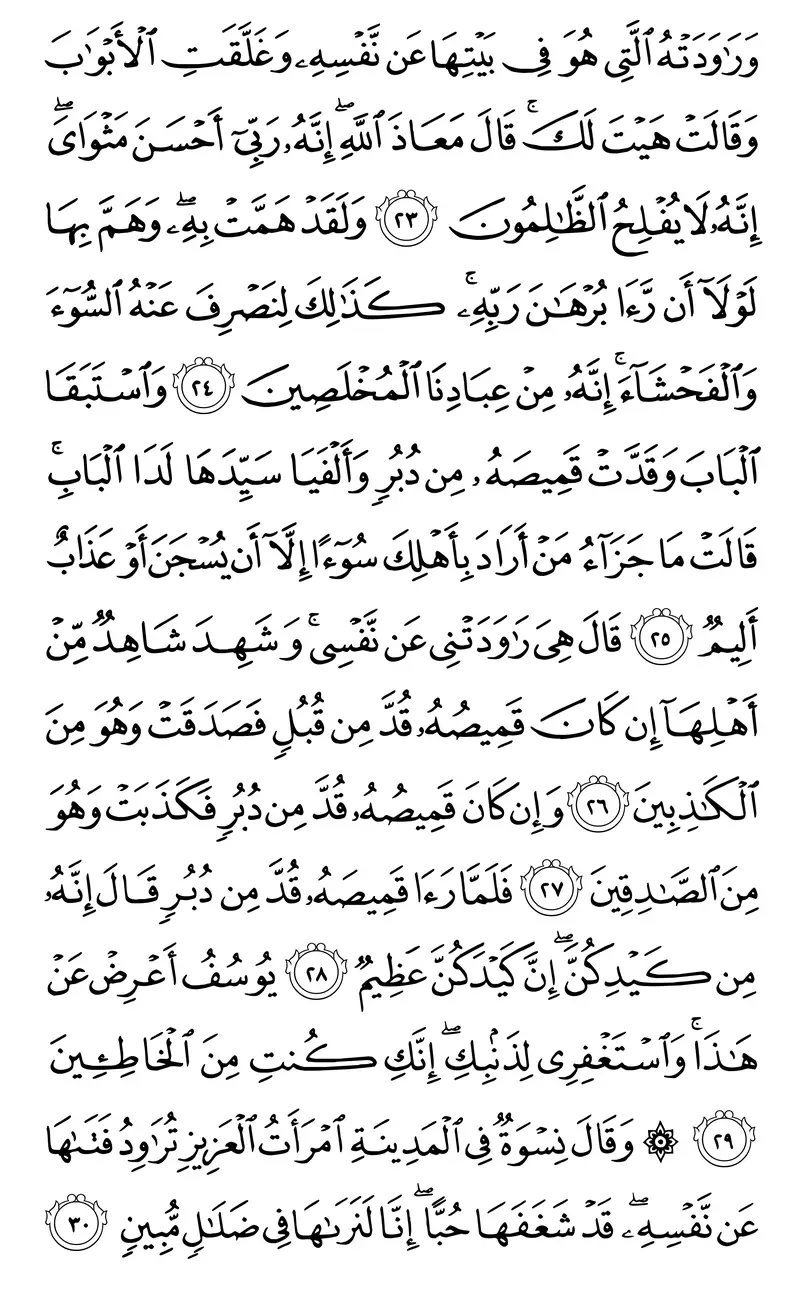 وَرَٰوَدَتْهُ ٱلَّتِى هُوَ فِى بَيْتِهَا عَن نَّفْسِهِۦ وَغَلَّقَتِ ٱلْأَبْوَٰبَ
وَقَالَتْ هَيْتَ لَكَ ۚ قَالَ مَعَاذَ ٱللَّهِ ۖ إِنَّهُۥ رَبِّىٓ أَحْسَنَ مَثْوَاىَ ۖ
إِنَّهُۥ لَا يُفْلِحُ ٱلظَّٰلِمُونَ ٢٣ وَلَقَدْ هَمَّتْ بِهِۦ ۖ وَهَمَّ بِهَا
لَوْلَآ أَن رَّءَا بُرْهَٰنَ رَبِّهِۦ ۚ كَذَٰلِكَ لِنَصْرِفَ عَنْهُ ٱلسُّوٓءَ
وَٱلْفَحْشَآءَ ۚ إِنَّهُۥ مِنْ عِبَادِنَا ٱلْمُخْلَصِينَ ٢٤ وَٱسْتَبَقَا
ٱلْبَابَ وَقَدَّتْ قَمِيصَهُۥ مِن دُبُرٍ وَأَلْفَيَا سَيِّدَهَا لَدَا ٱلْبَابِ ۚ
قَالَتْ مَا جَزَآءُ مَنْ أَرَادَ بِأَهْلِكَ سُوٓءًا إِلَّآ أَن يُسْجَنَ أَوْ عَذَابٌ
أَلِيمٌ ٢٥ قَالَ هِىَ رَٰوَدَتْنِى عَن نَّفْسِى ۚ وَشَهِدَ شَاهِدٌ مِّنْ
أَهْلِهَآ إِن كَانَ قَمِيصُهُۥ قُدَّ مِن قُبُلٍ فَصَدَقَتْ وَهُوَ مِنَ
ٱلْكَٰذِبِينَ ٢٦ وَإِن كَانَ قَمِيصُهُۥ قُدَّ مِن دُبُرٍ فَكَذَبَتْ وَهُوَ
مِنَ ٱلصَّٰدِقِينَ ٢٧ فَلَمَّا رَءَا قَمِيصَهُۥ قُدَّ مِن دُبُرٍ قَالَ إِنَّهُۥ
مِن كَيْدِكُنَّ ۖ إِنَّ كَيْدَكُنَّ عَظِيمٌ ٢٨ يُوسُفُ أَعْرِضْ عَنْ
هَٰذَا ۚ وَٱسْتَغْفِرِى لِذَنۢبِكِ ۖ إِنَّكِ كُنتِ مِنَ ٱلْخَاطِـِٔينَ
٢٩ ۞ وَقَالَ نِسْوَةٌ فِى ٱلْمَدِينَةِ ٱمْرَأَتُ ٱلْعَزِيزِ تُرَٰوِدُ فَتَىٰهَا
عَن نَّفْسِهِۦ ۖ قَدْ شَغَفَهَا حُبًّا ۖ إِنَّا لَنَرَىٰهَا فِى ضَلَٰلٍ مُّبِينٍ ٣٠